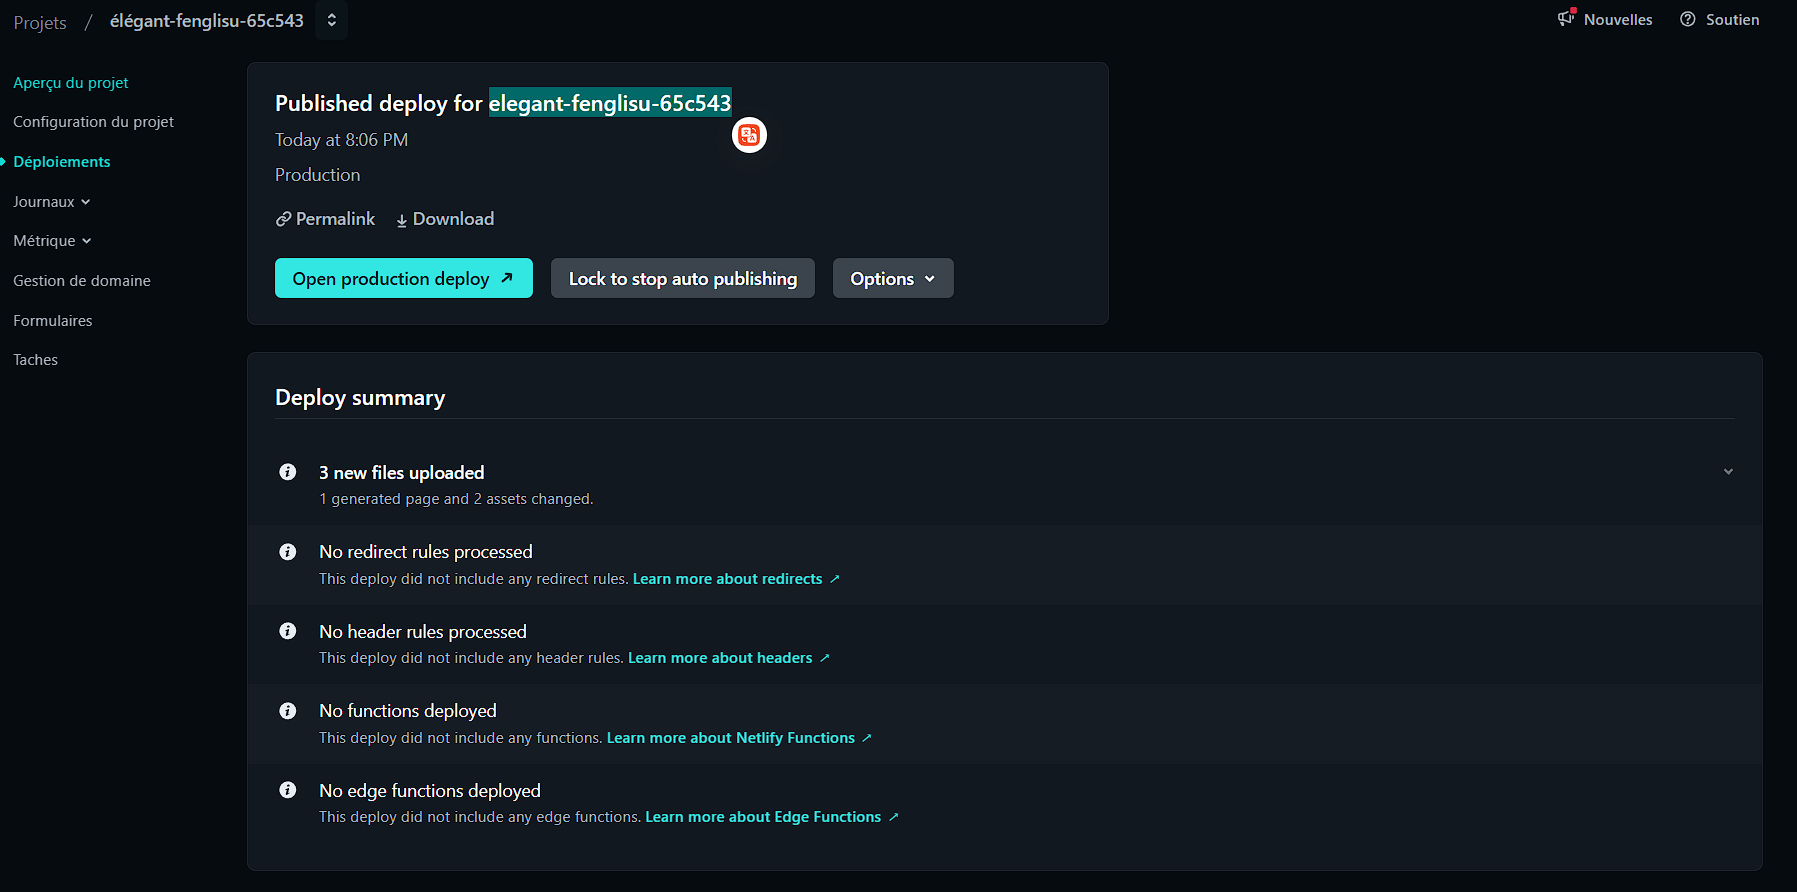 Projets / élégant-fenglisu-65c543
Nouvelles
Soutien
Aperçu du projet
Configuration du projet
Déploiements
Journaux
Métrique
Gestion de domaine
Formulaires
Taches
Published deploy for elegant-fenglisu-65c543
Today at 8:06 PM
Production
Permalink Download
Open production deploy ↗ Lock to stop auto publishing Options
Deploy summary
3 new files uploaded
1 generated page and 2 assets changed.
No redirect rules processed
This deploy did not include any redirect rules. Learn more about redirects ↗
No header rules processed
This deploy did not include any header rules. Learn more about headers ↗
No functions deployed
This deploy did not include any functions. Learn more about Netlify Functions ↗
No edge functions deployed
This deploy did not include any edge functions. Learn more about Edge Functions ↗